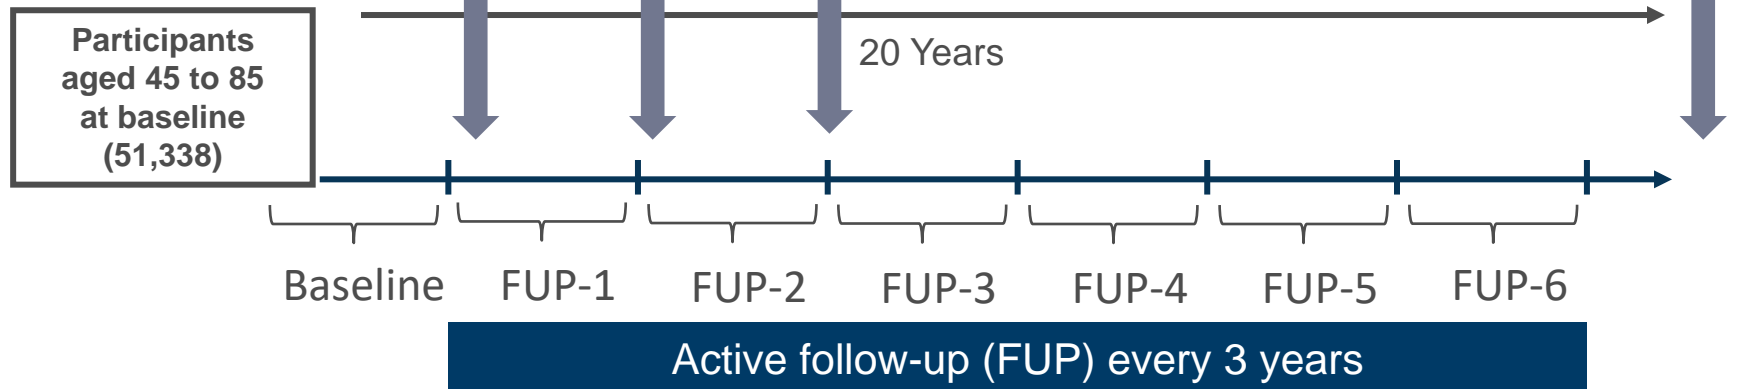 Participants
aged 45 to 85
at baseline
(51,338)
20 Years
Baseline FUP-1 FUP-2 FUP-3 FUP-4 FUP-5 FUP-6
Active follow-up (FUP) every 3 years